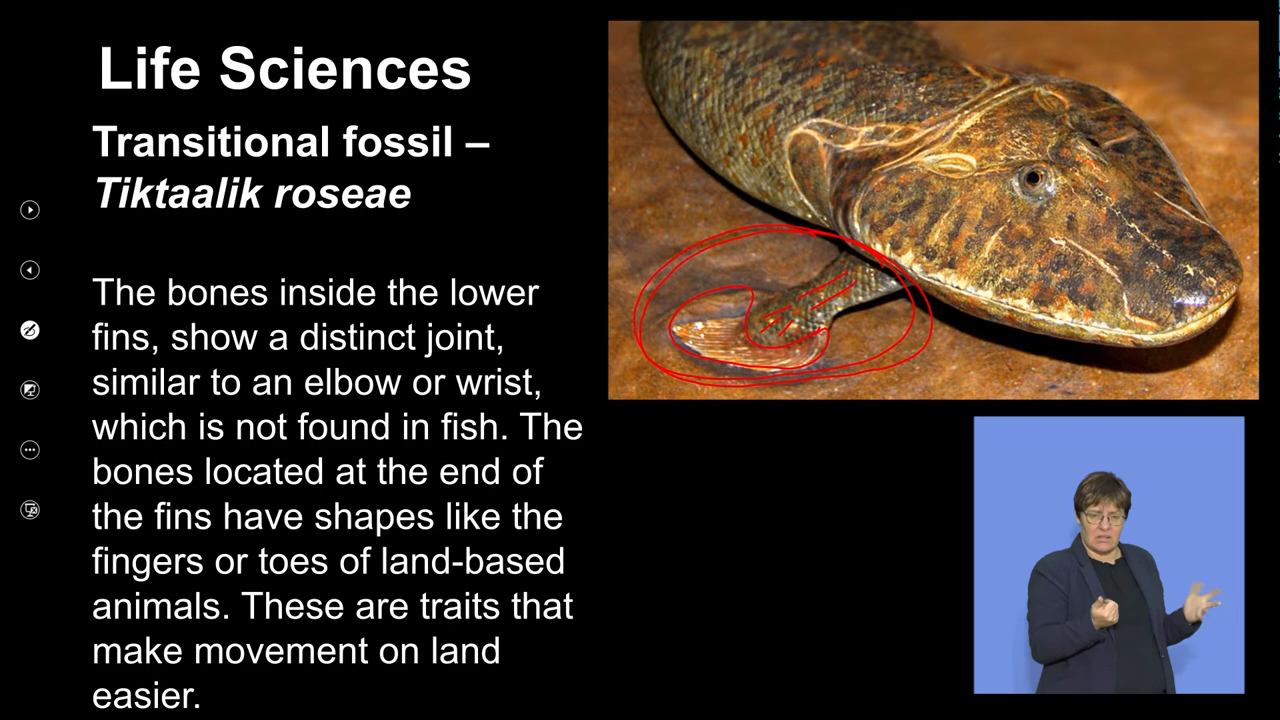 Life Sciences
Transitional fossil –
Tiktaalik roseae
The bones inside the lower
fins, show a distinct joint,
similar to an elbow or wrist,
which is not found in fish. The
bones located at the end of
the fins have shapes like the
fingers or toes of land-based
animals. These are traits that
make movement on land
easier.